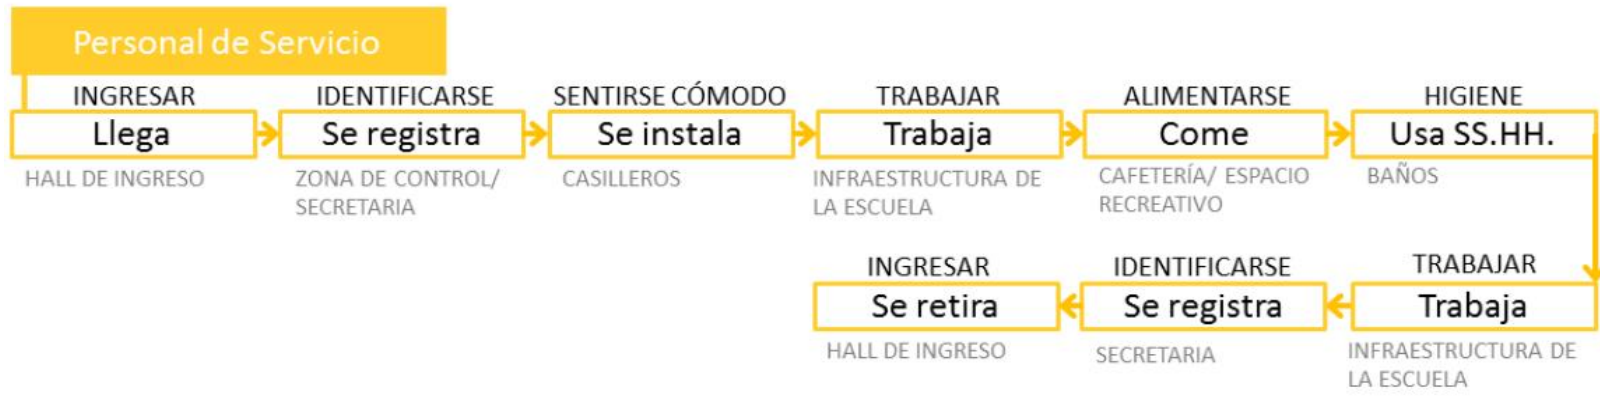 Personal de Servicio
INGRESAR
Llega
HALL DE INGRESO
IDENTIFICARSE
Se registra
ZONA DE CONTROL/
SECRETARIA
SENTIRSE CÓMODO
Se instala
CASILLEROS
TRABAJAR
Trabaja
INFRAESTRUCTURA DE
LA ESCUELA
ALIMENTARSE
Come
CAFETERÍA/ ESPACIO
RECREATIVO
HIGIENE
Usa SS.HH.
BAÑOS
TRABAJAR
Trabaja
INFRAESTRUCTURA DE
LA ESCUELA
IDENTIFICARSE
Se registra
SECRETARIA
INGRESAR
Se retira
HALL DE INGRESO